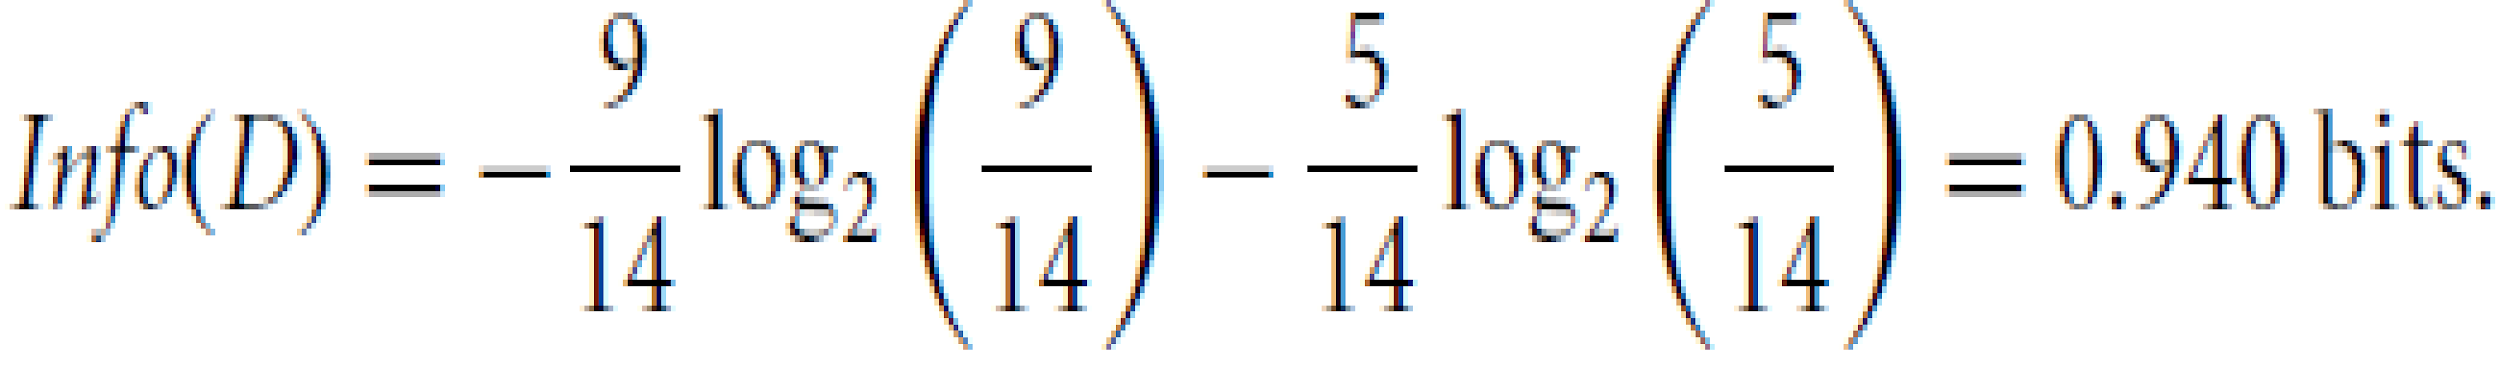 Info(D) = −9/14 log₂(9/14) − 5/14 log₂(5/14) = 0.940 bits.